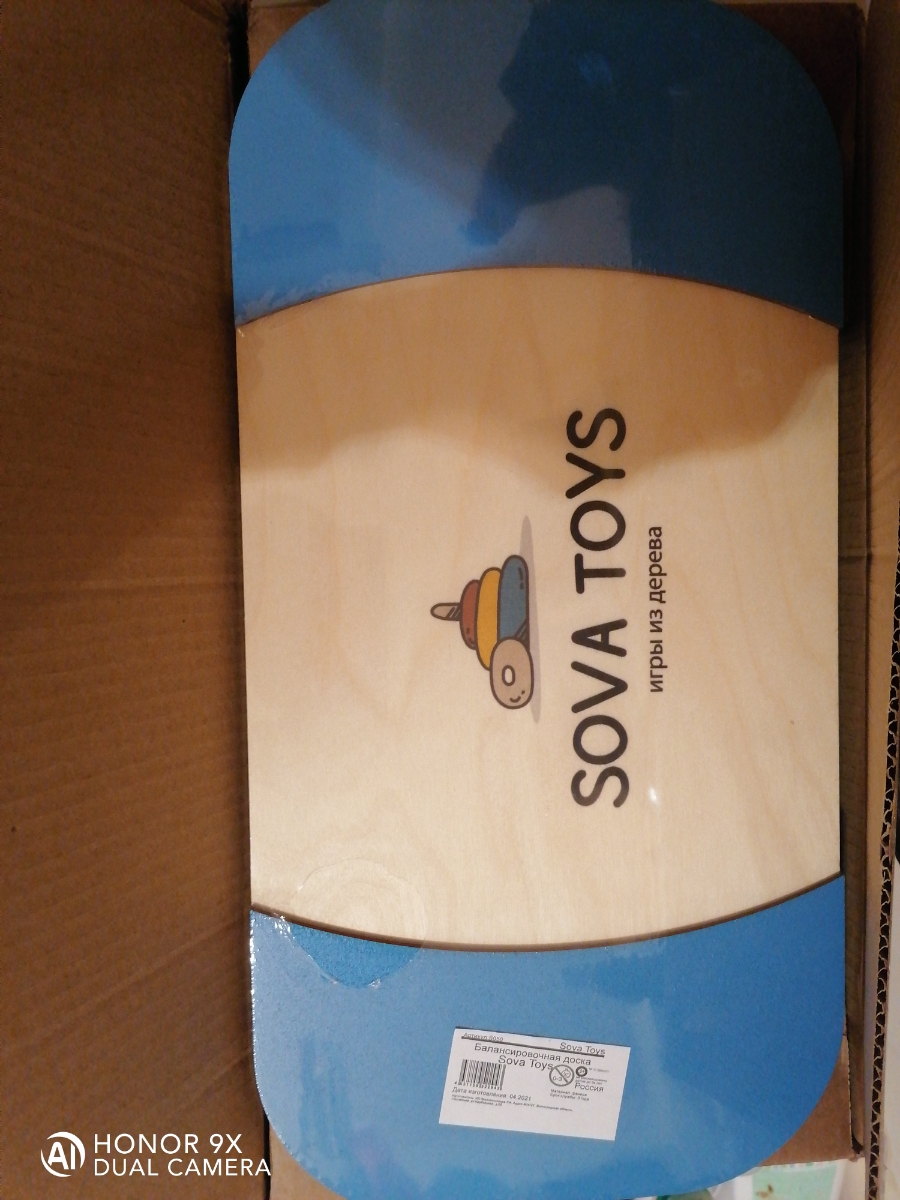 SOVA TOYS
игры из дерева
Sova Toys
Балансировочная доска
Sova Toys
Дата изготовления: 04.2021
РОССИЯ
HONOR 9X
DUAL CAMERA